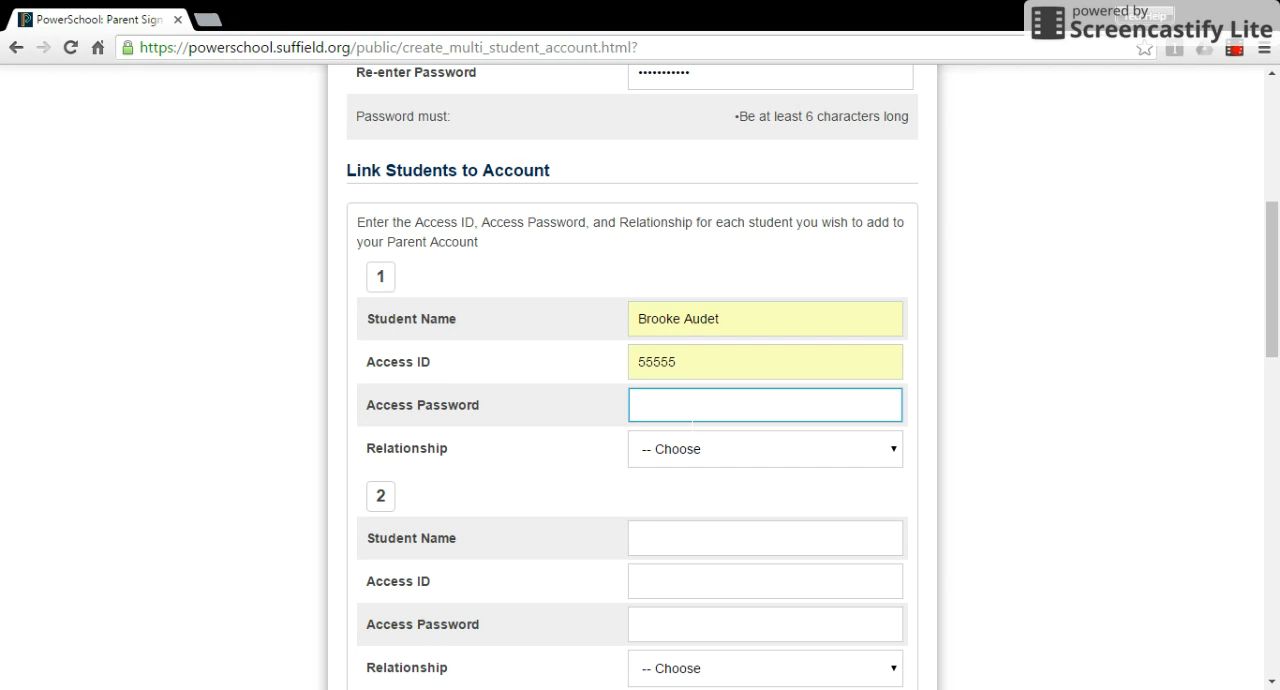 PowerSchool: Parent Sign
powered by
Screencastify Lite
https://powerschool.suffield.org/public/create_multi_student_account.html?
Re-enter Password •••••••••••
Password must: •Be at least 6 characters long
Link Students to Account
Enter the Access ID, Access Password, and Relationship for each student you wish to add to
your Parent Account
1
Student Name Brooke Audet
Access ID 55555
Access Password
Relationship -- Choose
2
Student Name
Access ID
Access Password
Relationship -- Choose